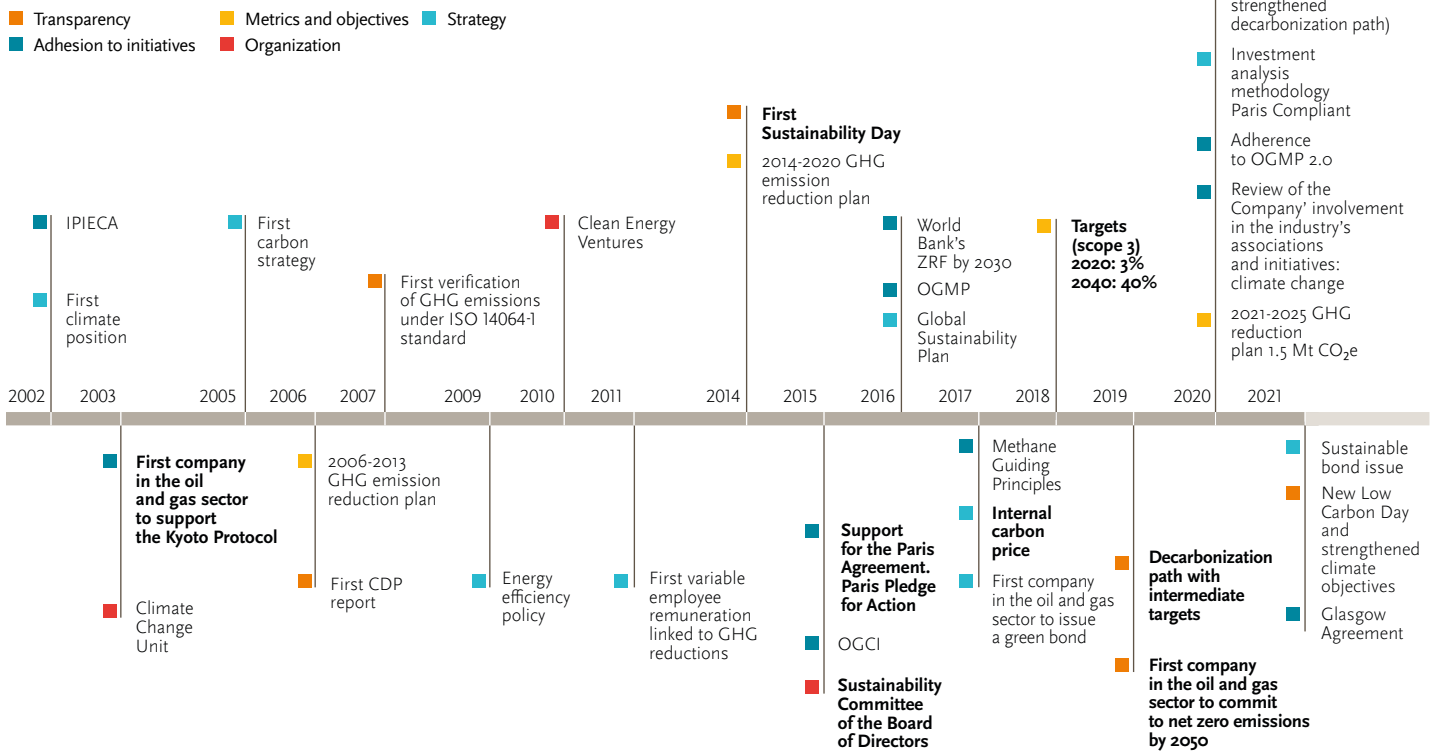 Transparency
Metrics and objectives
Strategy
Adhesion to initiatives
Organization
strengthened
decarbonization path)
Investment
analysis
methodology
Paris Compliant
Adherence
to OGMP 2.0
Review of the
Company' involvement
in the industry's
associations
and initiatives:
climate change
2021-2025 GHG
reduction
plan 1.5 Mt CO₂e
First
Sustainability Day
2014-2020 GHG
emission
reduction plan
IPIECA
First
climate
position
First
carbon
strategy
First verification
of GHG emissions
under ISO 14064-1
standard
Clean Energy
Ventures
World
Bank's
ZRF by 2030
OGMP
Global
Sustainability
Plan
Targets
(scope 3)
2020: 3%
2040: 40%
2002
2003
2005
2006
2007
2009
2010
2011
2014
2015
2016
2017
2018
2019
2020
2021
First company
in the oil
and gas sector
to support
the Kyoto Protocol
Climate
Change
Unit
2006-2013
GHG emission
reduction plan
First CDP
report
Energy
efficiency
policy
First variable
employee
remuneration
linked to GHG
reductions
Support
for the Paris
Agreement.
Paris Pledge
for Action
OGCI
Sustainability
Committee
of the Board
of Directors
Methane
Guiding
Principles
Internal
carbon
price
First company
in the oil and gas
sector to issue
a green bond
Decarbonization
path with
intermediate
targets
First company
in the oil and gas
sector to commit
to net zero emissions
by 2050
Sustainable
bond issue
New Low
Carbon Day
and
strengthened
climate
objectives
Glasgow
Agreement